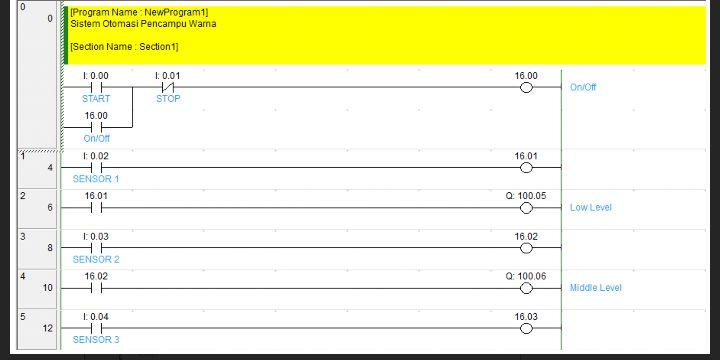 0
0
[Program Name : NewProgram1]
Sistem Otomasi Pencampu Warna
[Section Name : Section1]
I: 0.00 I: 0.01 16.00
START STOP On/Off
16.00
On/Off
1
4
I: 0.02 16.01
SENSOR 1
2
6
16.01 Q: 100.05
Low Level
3
8
I: 0.03 16.02
SENSOR 2
4
10
16.02 Q: 100.06
Middle Level
5
12
I: 0.04 16.03
SENSOR 3